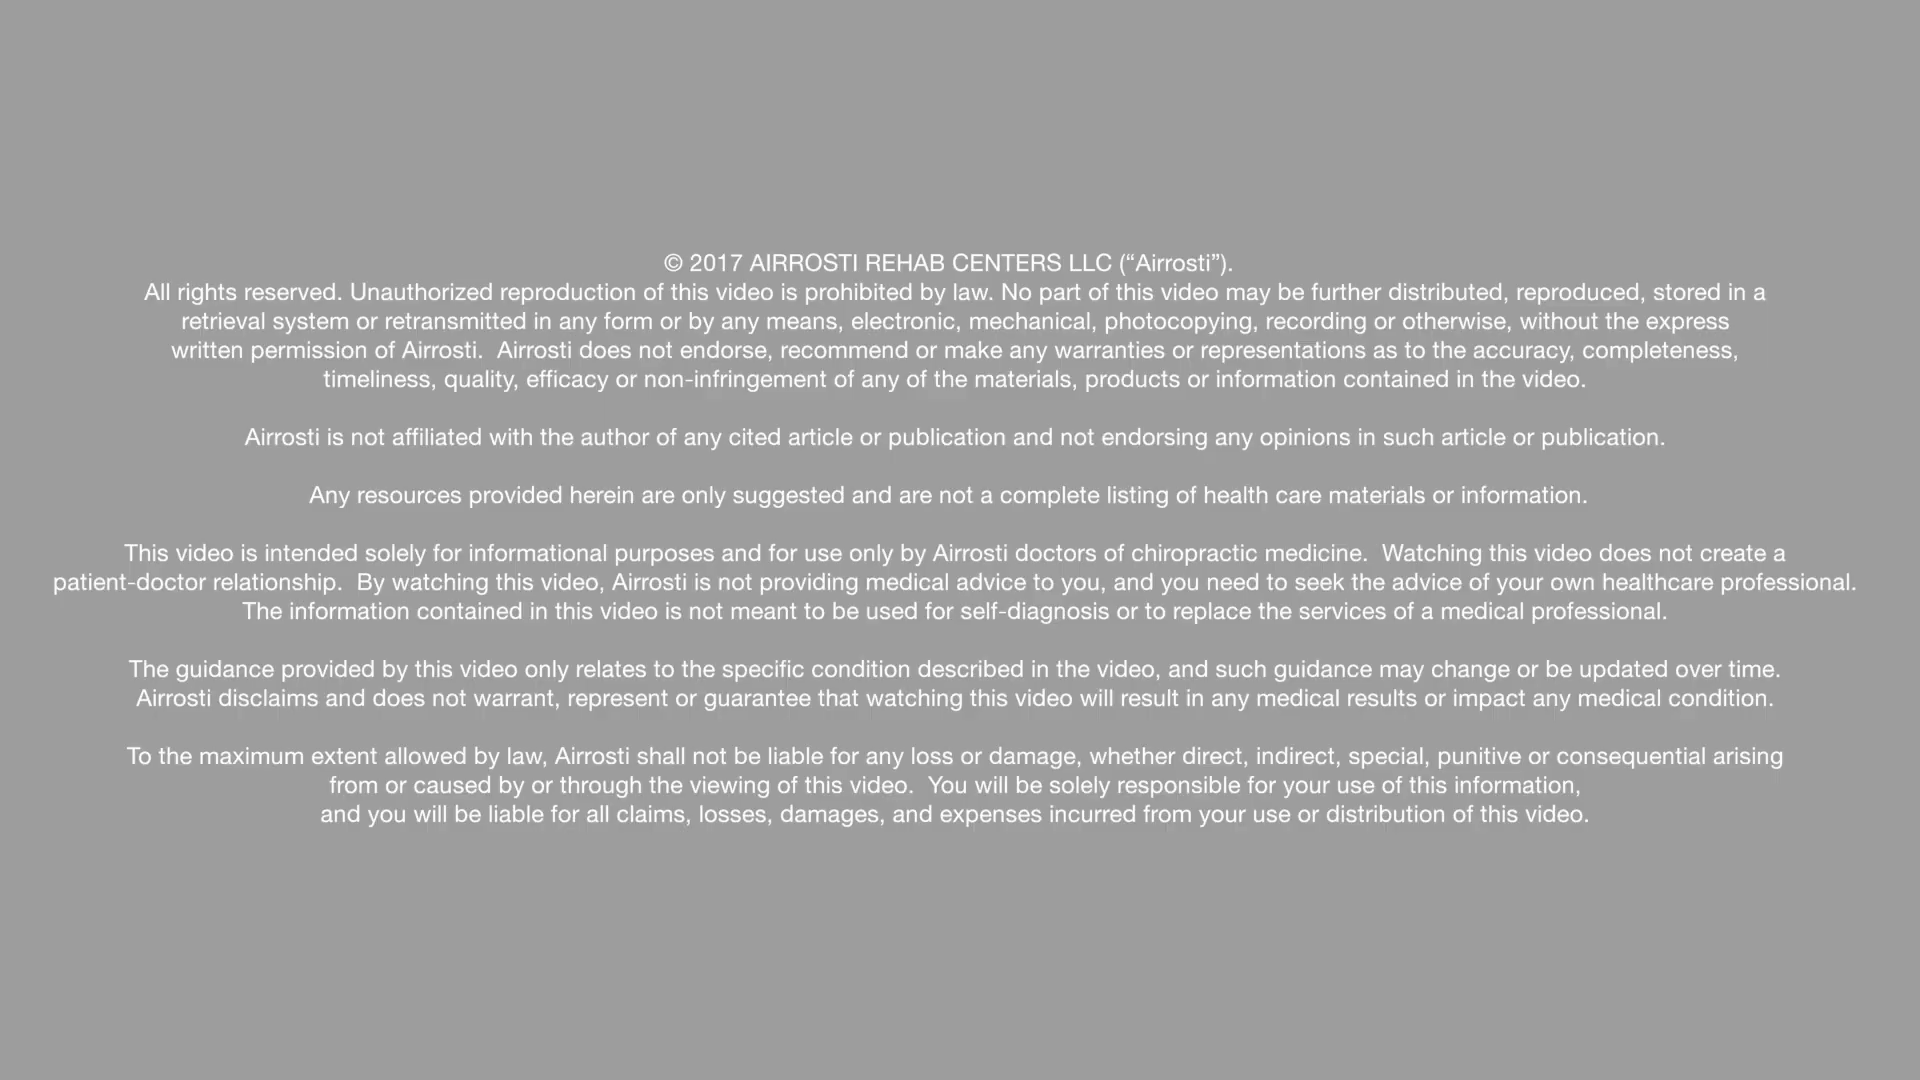 © 2017 AIRROSTI REHAB CENTERS LLC (“Airrosti”).
All rights reserved. Unauthorized reproduction of this video is prohibited by law. No part of this video may be further distributed, reproduced, stored in a
retrieval system or retransmitted in any form or by any means, electronic, mechanical, photocopying, recording or otherwise, without the express
written permission of Airrosti.  Airrosti does not endorse, recommend or make any warranties or representations as to the accuracy, completeness,
timeliness, quality, efficacy or non-infringement of any of the materials, products or information contained in the video.
Airrosti is not affiliated with the author of any cited article or publication and not endorsing any opinions in such article or publication.
Any resources provided herein are only suggested and are not a complete listing of health care materials or information.
This video is intended solely for informational purposes and for use only by Airrosti doctors of chiropractic medicine.  Watching this video does not create a
patient-doctor relationship.  By watching this video, Airrosti is not providing medical advice to you, and you need to seek the advice of your own healthcare professional.
The information contained in this video is not meant to be used for self-diagnosis or to replace the services of a medical professional.
The guidance provided by this video only relates to the specific condition described in the video, and such guidance may change or be updated over time.
Airrosti disclaims and does not warrant, represent or guarantee that watching this video will result in any medical results or impact any medical condition.
To the maximum extent allowed by law, Airrosti shall not be liable for any loss or damage, whether direct, indirect, special, punitive or consequential arising
from or caused by or through the viewing of this video.  You will be solely responsible for your use of this information,
and you will be liable for all claims, losses, damages, and expenses incurred from your use or distribution of this video.